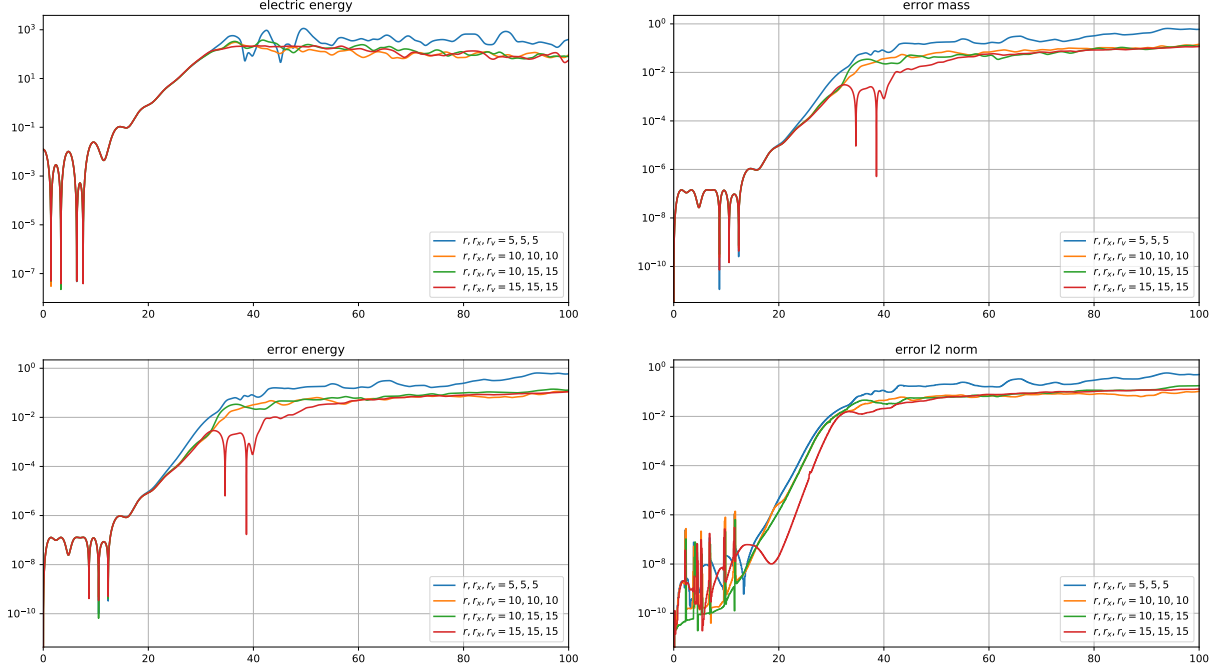 electric energy
10^3
10^1
10^−1
10^−3
10^−5
10^−7
0 20 40 60 80 100
r, r_x, r_v = 5, 5, 5
r, r_x, r_v = 10, 10, 10
r, r_x, r_v = 10, 15, 15
r, r_x, r_v = 15, 15, 15
error mass
10^0
10^−2
10^−4
10^−6
10^−8
10^−10
0 20 40 60 80 100
r, r_x, r_v = 5, 5, 5
r, r_x, r_v = 10, 10, 10
r, r_x, r_v = 10, 15, 15
r, r_x, r_v = 15, 15, 15
error energy
10^0
10^−2
10^−4
10^−6
10^−8
10^−10
0 20 40 60 80 100
r, r_x, r_v = 5, 5, 5
r, r_x, r_v = 10, 10, 10
r, r_x, r_v = 10, 15, 15
r, r_x, r_v = 15, 15, 15
error l2 norm
10^0
10^−2
10^−4
10^−6
10^−8
10^−10
0 20 40 60 80 100
r, r_x, r_v = 5, 5, 5
r, r_x, r_v = 10, 10, 10
r, r_x, r_v = 10, 15, 15
r, r_x, r_v = 15, 15, 15